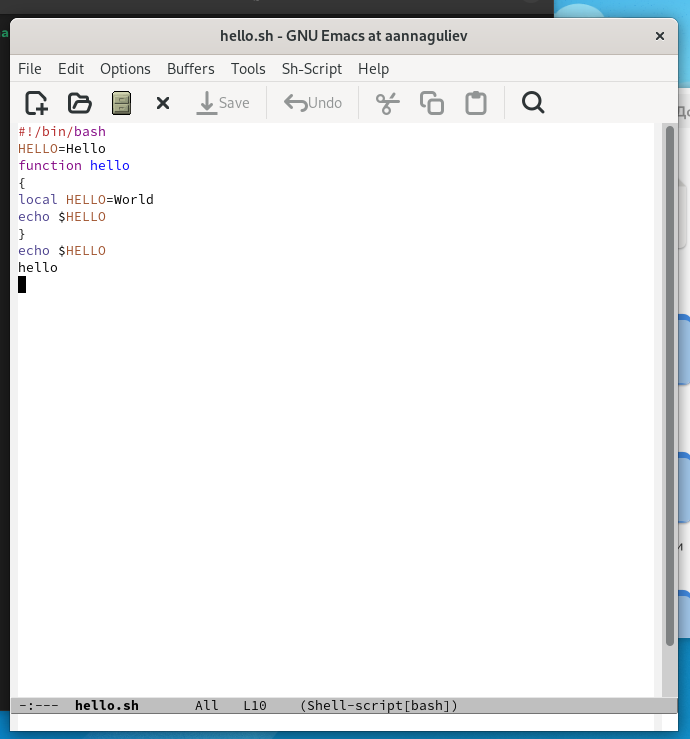 hello.sh - GNU Emacs at aannaguliev
File Edit Options Buffers Tools Sh-Script Help
Save Undo
#!/bin/bash
HELLO=Hello
function hello
{
local HELLO=World
echo $HELLO
}
echo $HELLO
hello
-:--- hello.sh All L10 (Shell-script[bash])